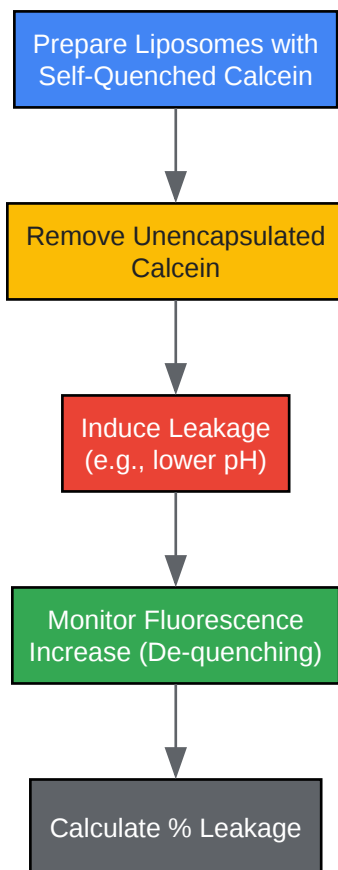 Prepare Liposomes with
Self-Quenched Calcein
Remove Unencapsulated
Calcein
Induce Leakage
(e.g., lower pH)
Monitor Fluorescence
Increase (De-quenching)
Calculate % Leakage